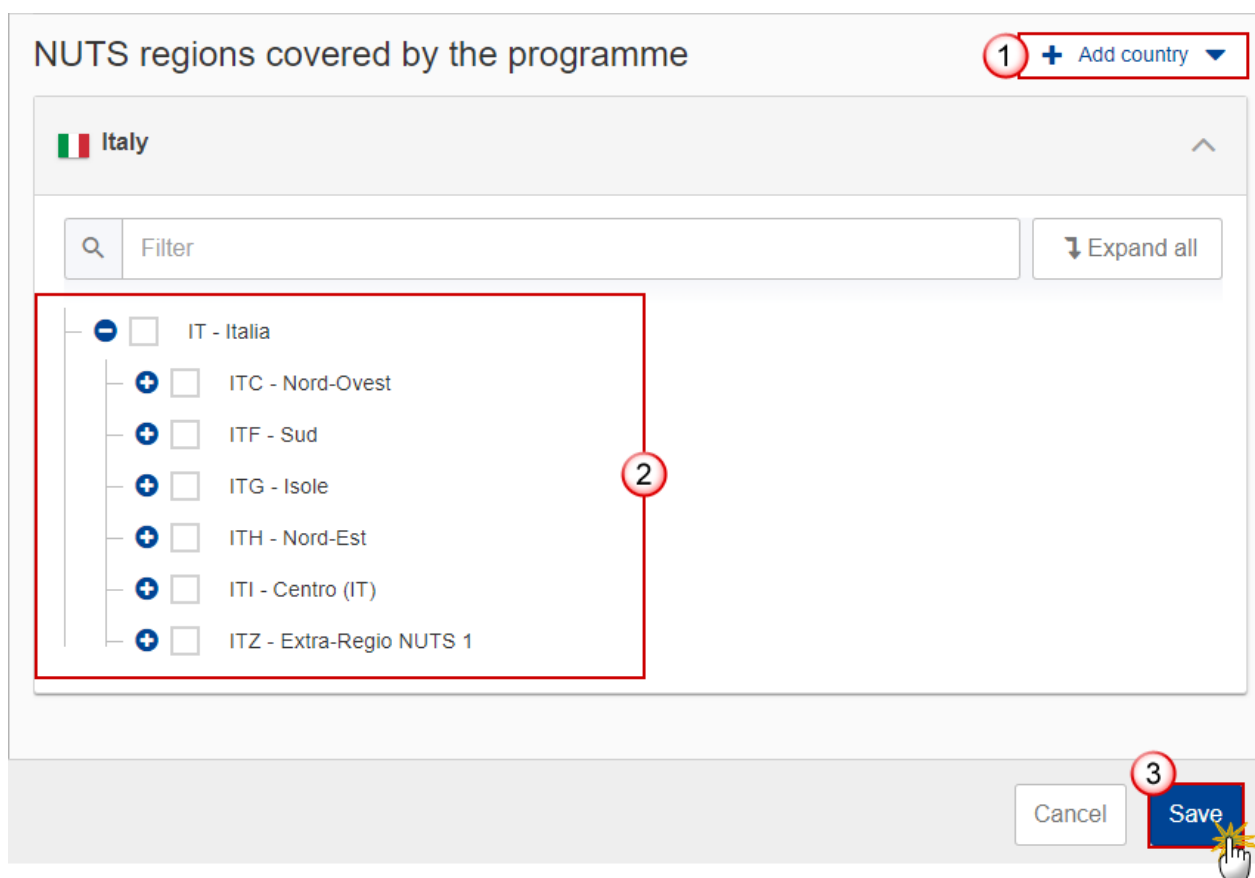 NUTS regions covered by the programme
1 Add country
Italy
Filter
Expand all
IT - Italia
ITC - Nord-Ovest
ITF - Sud
ITG - Isole
2
ITH - Nord-Est
ITI - Centro (IT)
ITZ - Extra-Regio NUTS 1
3
Cancel Save